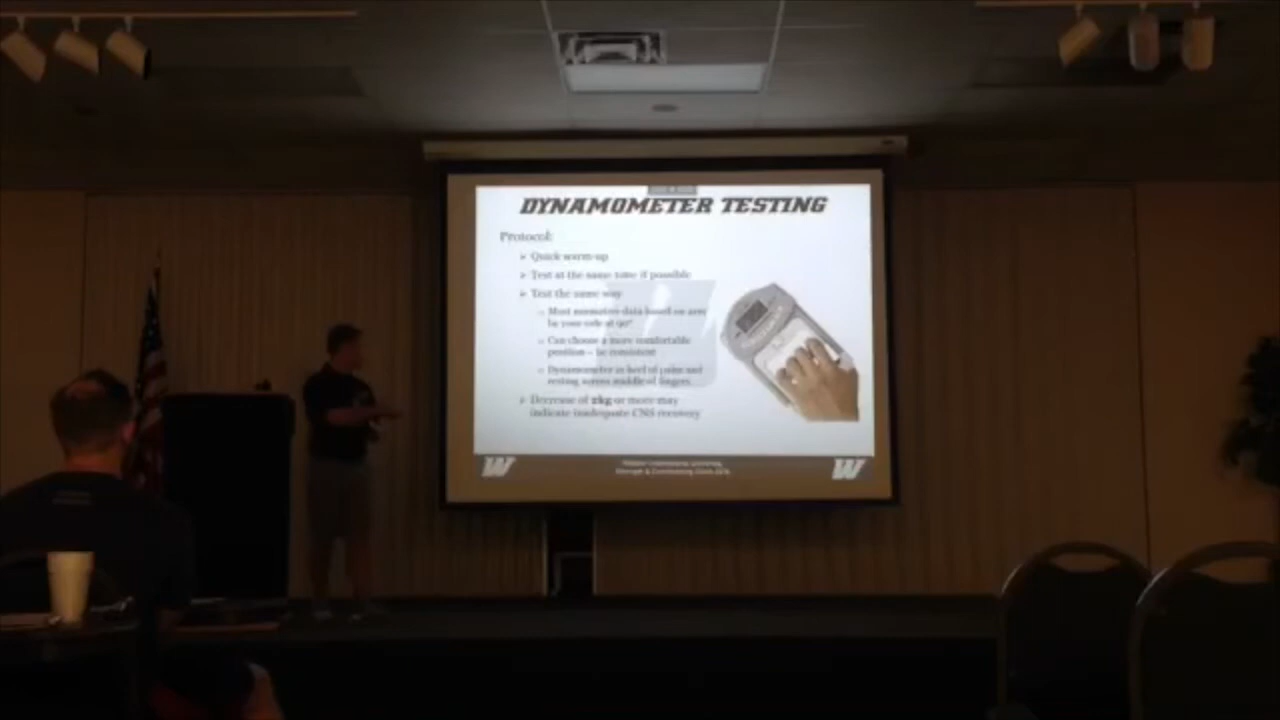 DYNAMOMETER TESTING
Protocol:
Quick warm-up
Test at the same time if possible
Test the same way
Most normative data based on arm
by your side at 90°
Can choose a more comfortable
position – be consistent
Dynamometer in heel of palm and
resting across middle of fingers
Decrease of 2kg or more may
indicate inadequate CNS recovery
W
W